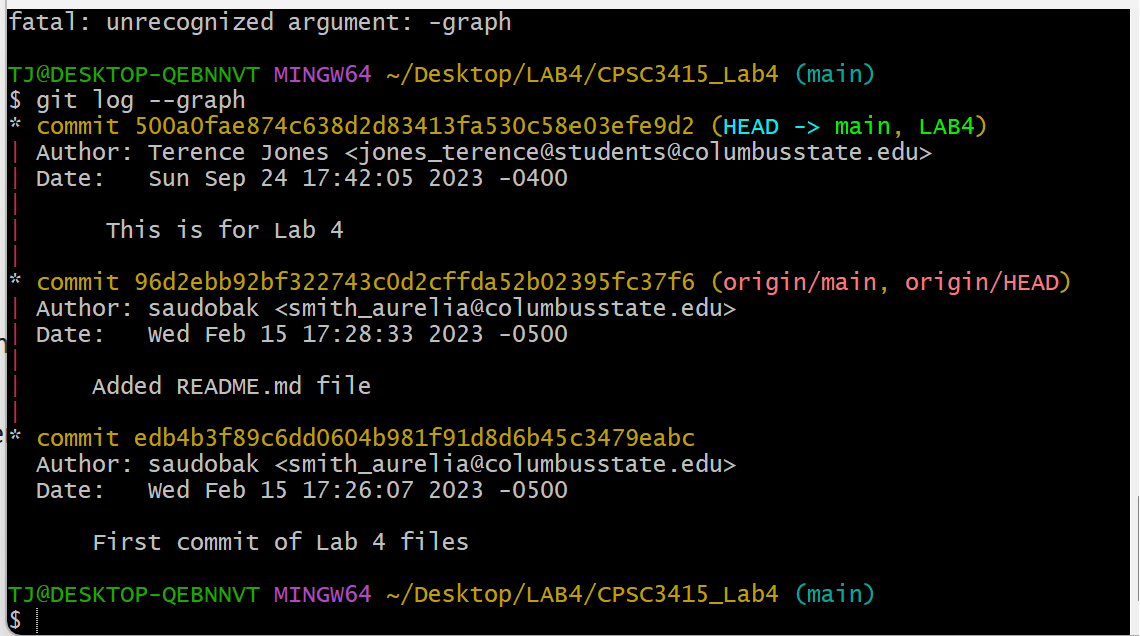 fatal: unrecognized argument: -graph
TJ@DESKTOP-QEBNNVT MINGW64 ~/Desktop/LAB4/CPSC3415_Lab4 (main)
$ git log --graph
* commit 500a0fae874c638d2d83413fa530c58e03efe9d2 (HEAD -> main, LAB4)
| Author: Terence Jones <jones_terence@students@columbusstate.edu>
| Date:   Sun Sep 24 17:42:05 2023 -0400
|
|      This is for Lab 4
|
* commit 96d2ebb92bf322743c0d2cffda52b02395fc37f6 (origin/main, origin/HEAD)
| Author: saudobak <smith_aurelia@columbusstate.edu>
| Date:   Wed Feb 15 17:28:33 2023 -0500
|
|     Added README.md file
|
* commit edb4b3f89c6dd0604b981f91d8d6b45c3479eabc
  Author: saudobak <smith_aurelia@columbusstate.edu>
  Date:   Wed Feb 15 17:26:07 2023 -0500
      First commit of Lab 4 files
TJ@DESKTOP-QEBNNVT MINGW64 ~/Desktop/LAB4/CPSC3415_Lab4 (main)
$